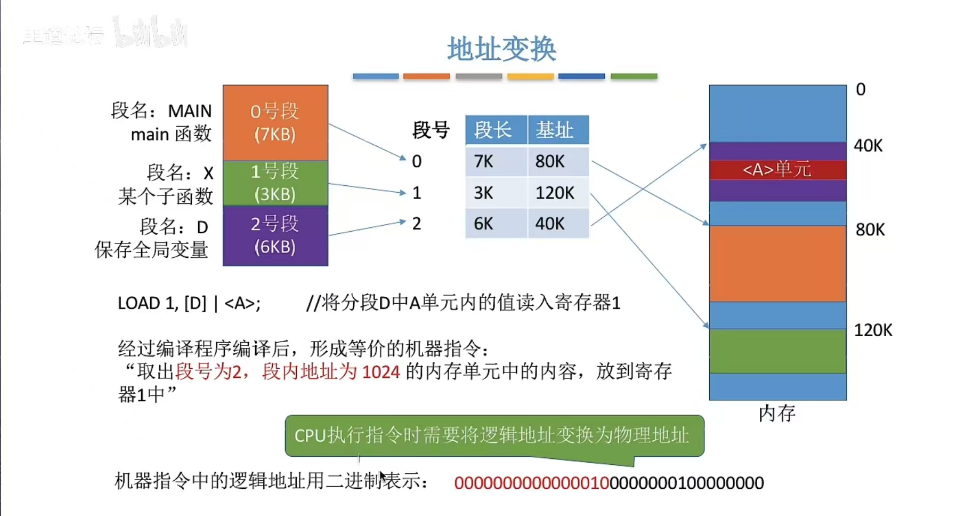 地址变换
段名：MAIN
main 函数
段名：X
某个子函数
段名：D
保存全局变量
0号段
(7KB)
1号段
(3KB)
2号段
(6KB)
段号 段长 基址
0 7K 80K
1 3K 120K
2 6K 40K
0
40K
<A>单元
80K
120K
内存
LOAD 1, [D] | <A>; //将分段D中A单元内的值读入寄存器1
经过编译程序编译后，形成等价的机器指令：
“取出段号为2，段内地址为 1024 的内存单元中的内容，放到寄存
器1中”
CPU执行指令时需要将逻辑地址变换为物理地址
机器指令中的逻辑地址用二进制表示： 00000000000000100000000100000000